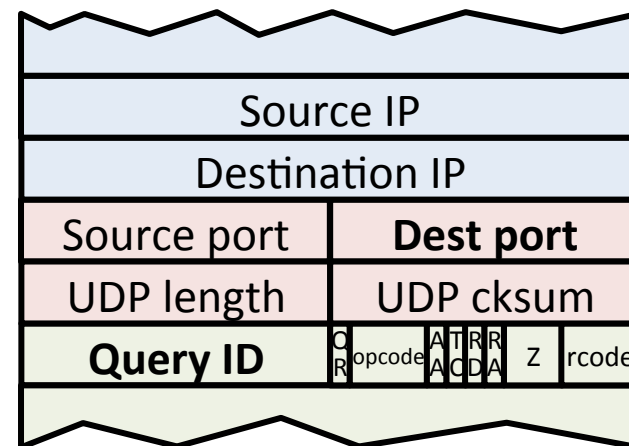 Source IP
Destination IP
Source port Dest port
UDP length UDP cksum
Query ID QR opcode AA TC RD RA Z rcode